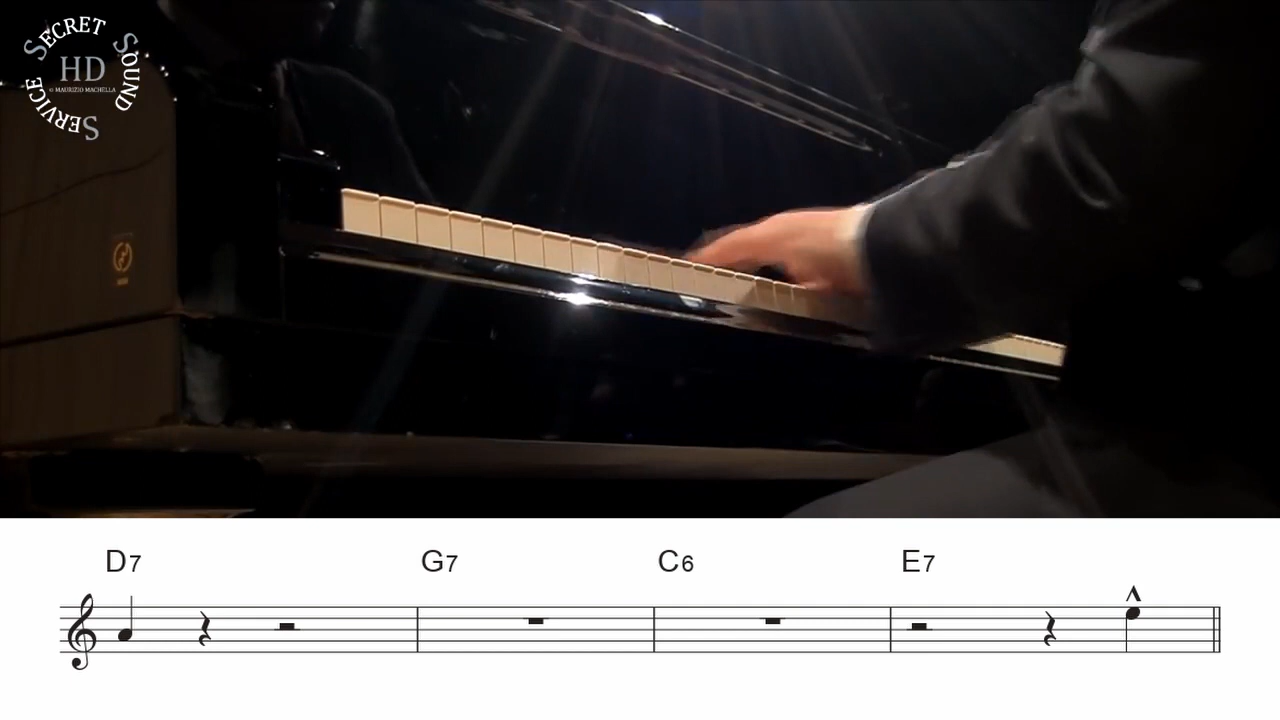 SECRET SOUND SERVICE
HD
© MAURIZIO MACHELLA
D7 G7 C6 E7